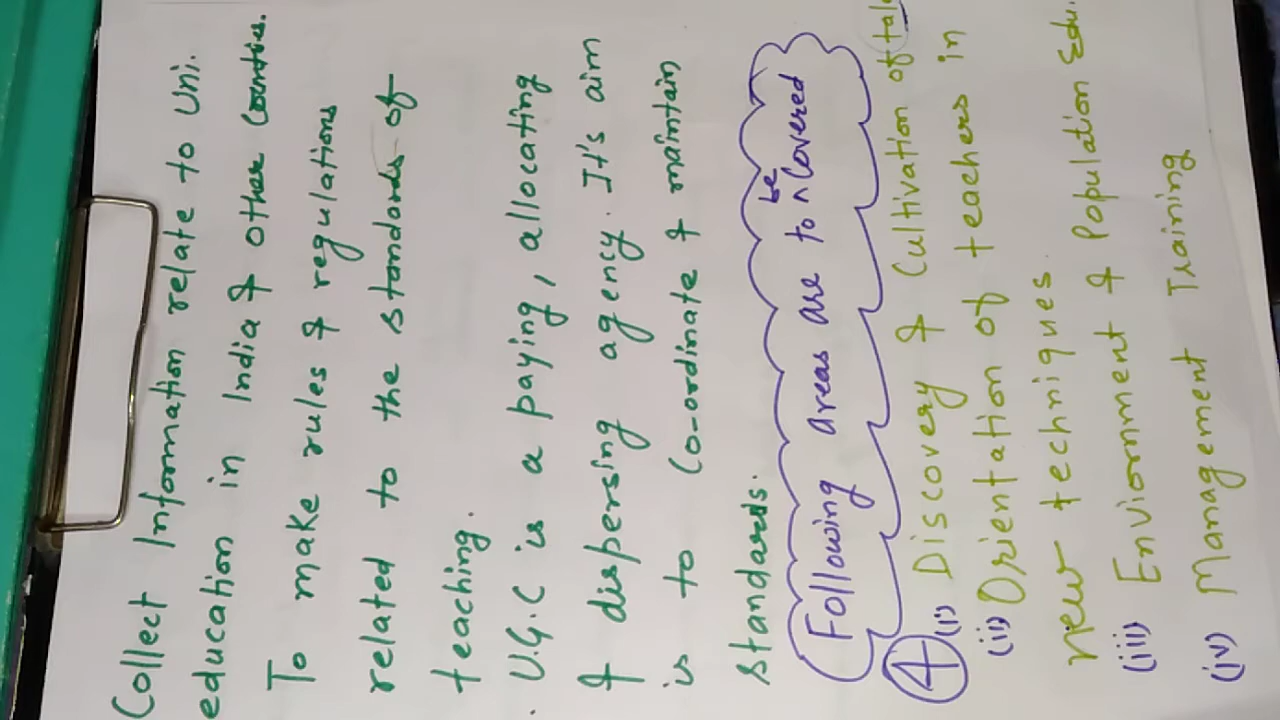 Collect Information relate to Uni.
education in India & other countries.
To make rules & regulations
related to the standards of
teaching.
. U.G.C is a paying, allocating
& dispersing agency. It's aim
is to Co-ordinate & maintain
standards.
Following areas are to be Covered
A (i) Discovery & Cultivation of
(ii) Orientation of teachers in
new techniques.
(iii) Enviornment & Population Edu.
(iv) Management Training